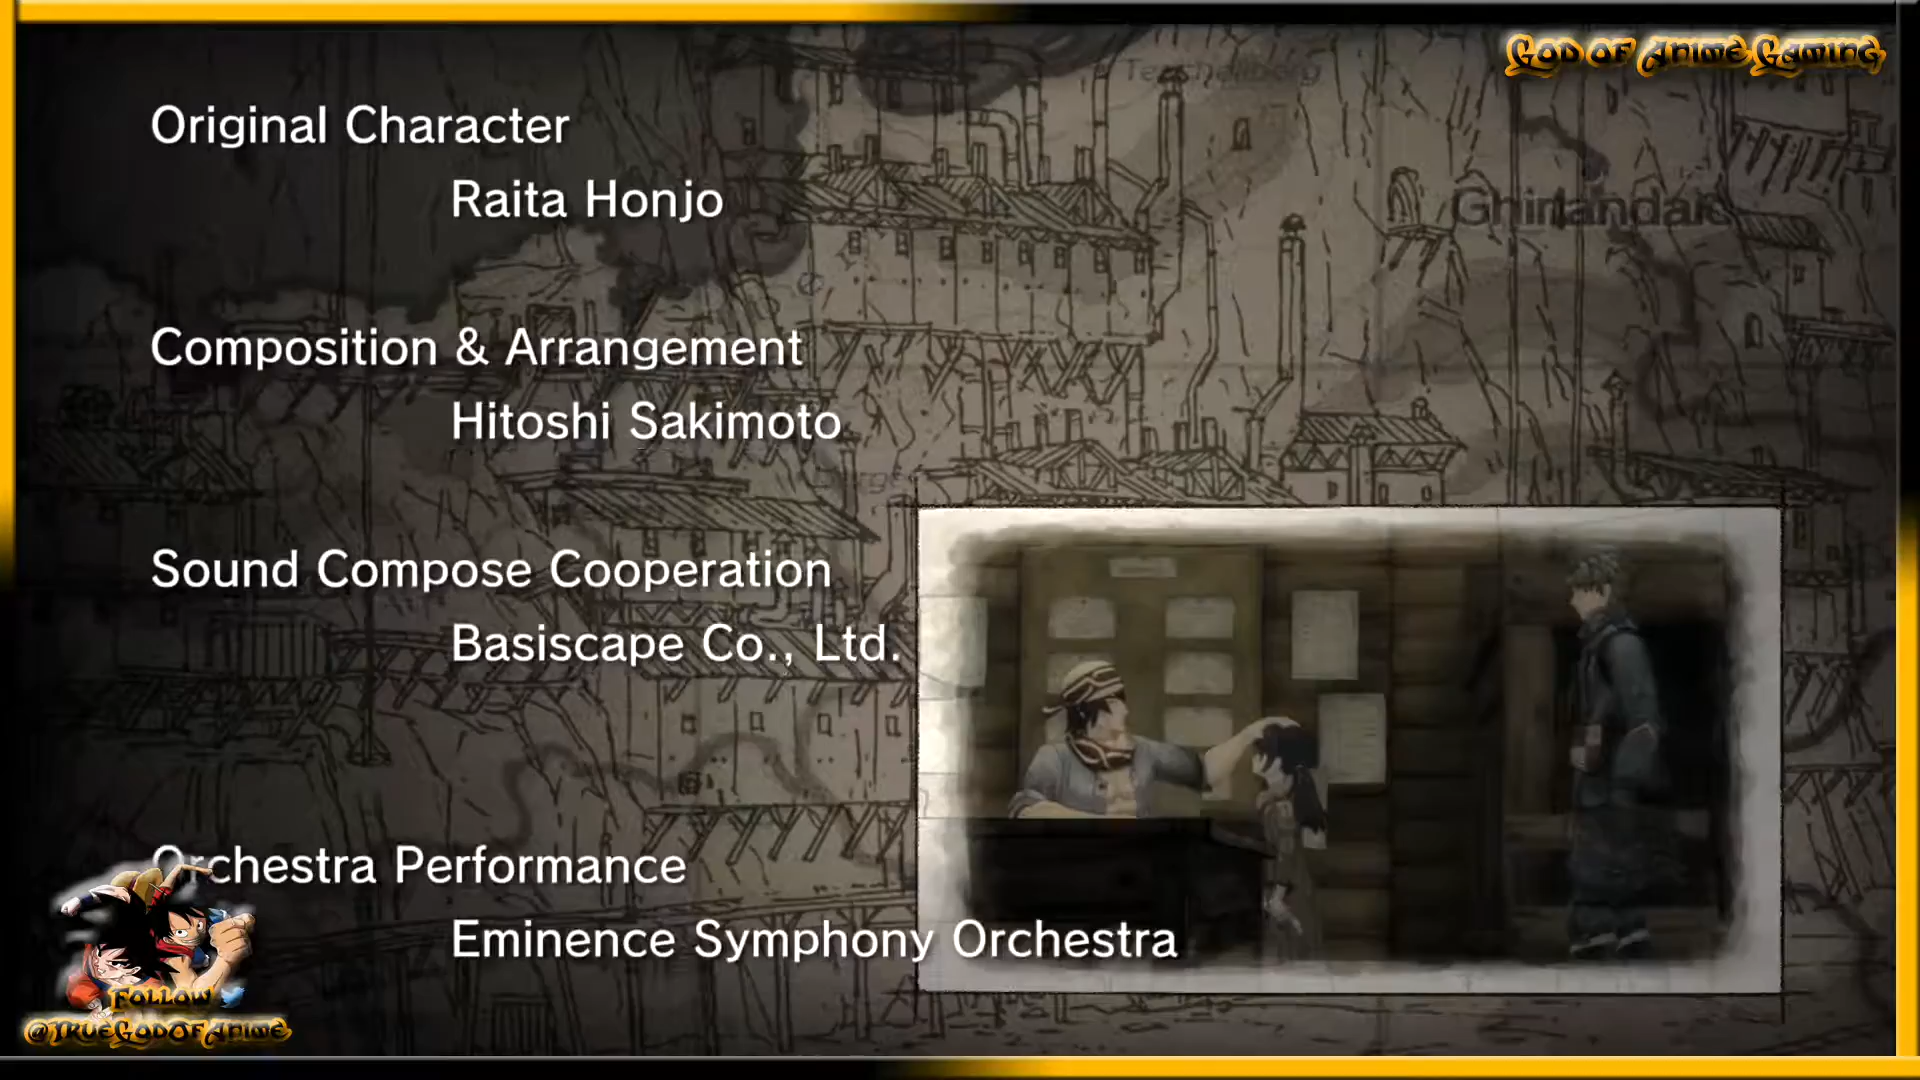 God of Anime Gaming
Original Character
Raita Honjo
Ghirlandaio
Composition & Arrangement
Hitoshi Sakimoto
Sound Compose Cooperation
Basiscape Co., Ltd.
Orchestra Performance
Eminence Symphony Orchestra
Follow
@TrueGodOfAnime